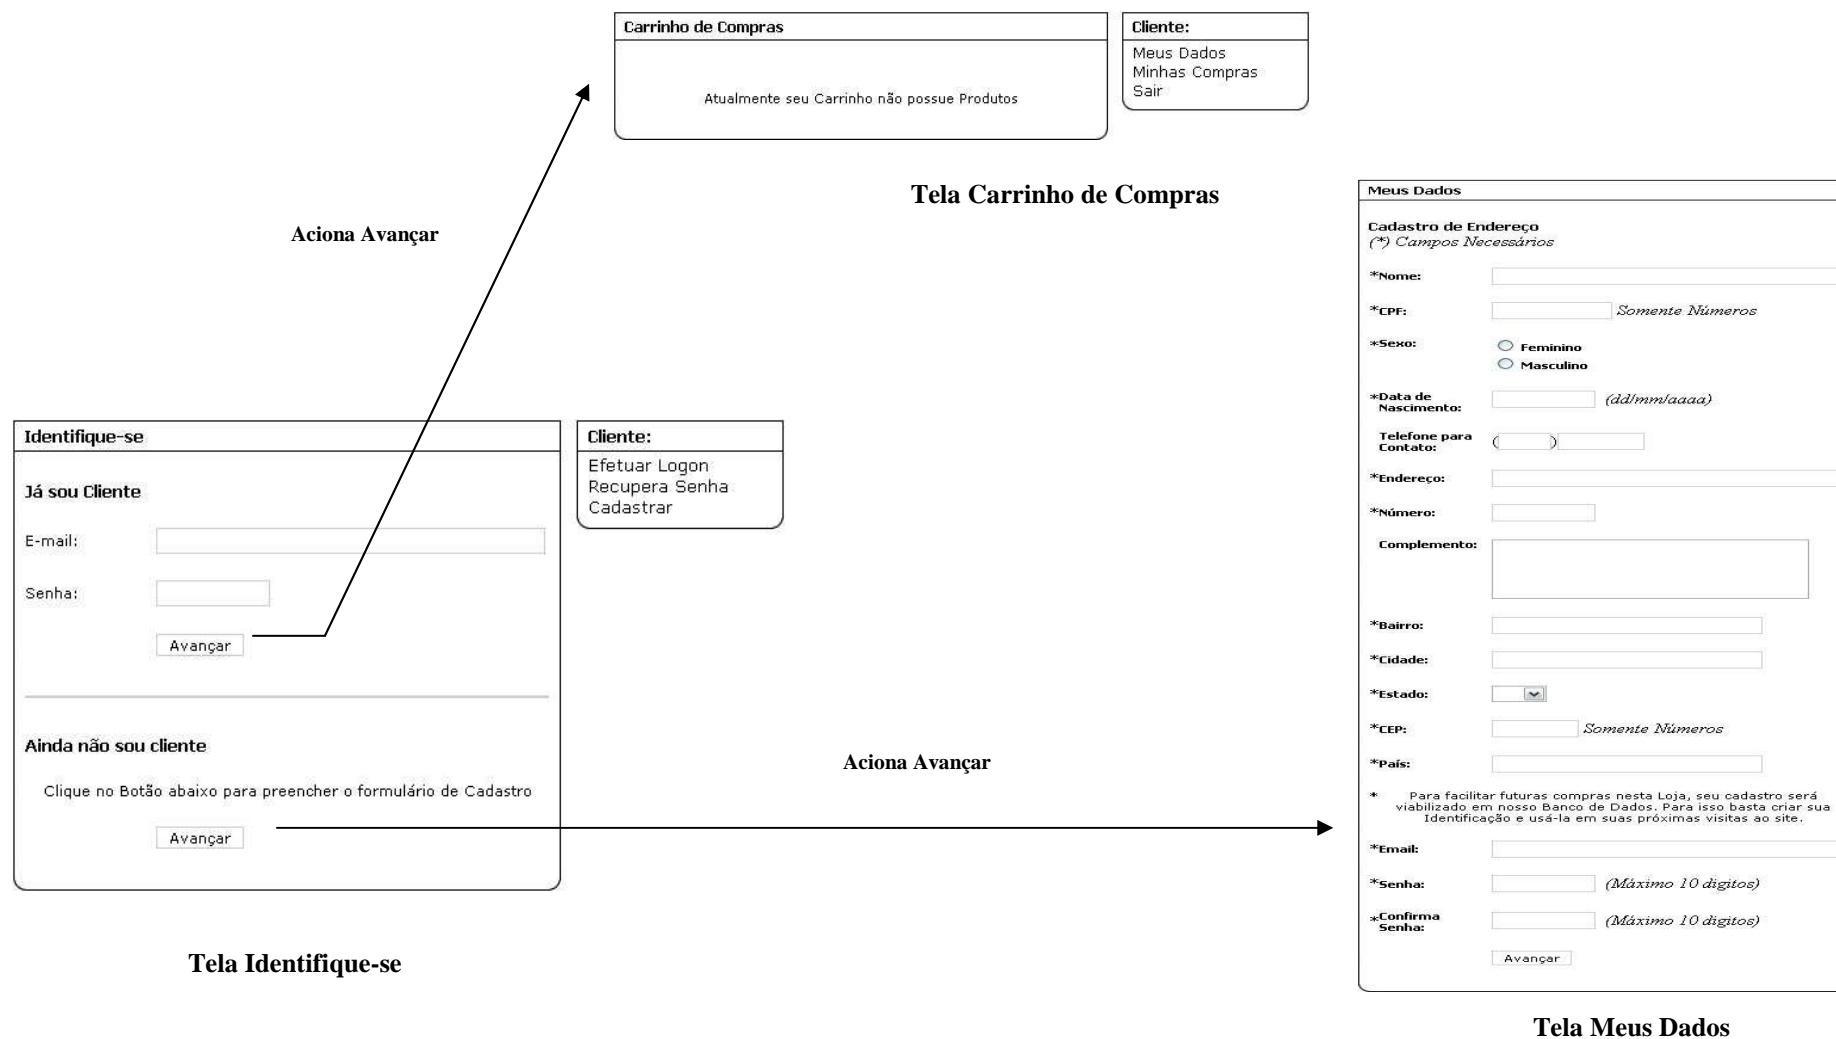 Carrinho de Compras
Atualmente seu Carrinho não possue Produtos
Cliente:
Meus Dados
Minhas Compras
Sair
Tela Carrinho de Compras
Aciona Avançar
Identifique-se
Já sou Cliente
E-mail:
Senha:
Avançar
Ainda não sou cliente
Clique no Botão abaixo para preencher o formulário de Cadastro
Avançar
Cliente:
Efetuar Logon
Recupera Senha
Cadastrar
Tela Identifique-se
Aciona Avançar
Meus Dados
Cadastro de Endereço
(*) Campos Necessários
*Nome:
*CPF: Somente Números
*Sexo: Feminino
Masculino
*Data de
Nascimento: (dd/mm/aaaa)
Telefone para
Contato: ( )
*Endereço:
*Número:
Complemento:
*Bairro:
*Cidade:
*Estado:
*CEP: Somente Números
*País:
* Para facilitar futuras compras nesta Loja, seu cadastro será
viabilizado em nosso Banco de Dados. Para isso basta criar sua
Identificação e usá-la em suas próximas visitas ao site.
*Email:
*Senha: (Máximo 10 digitos)
*Confirma
Senha: (Máximo 10 digitos)
Avançar
Tela Meus Dados